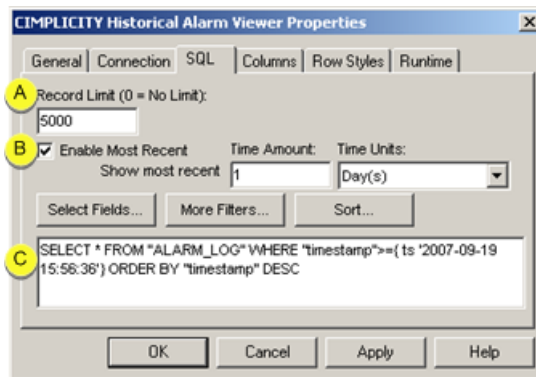 CIMPLICITY Historical Alarm Viewer Properties
General Connection SQL Columns Row Styles Runtime
A
Record Limit (0 = No Limit):
5000
B
Enable Most Recent Time Amount: Time Units:
Show most recent 1 Day(s)
Select Fields... More Filters... Sort...
C
SELECT * FROM "ALARM_LOG" WHERE "timestamp">={ ts '2007-09-19
15:56:36'} ORDER BY "timestamp" DESC
OK Cancel Apply Help